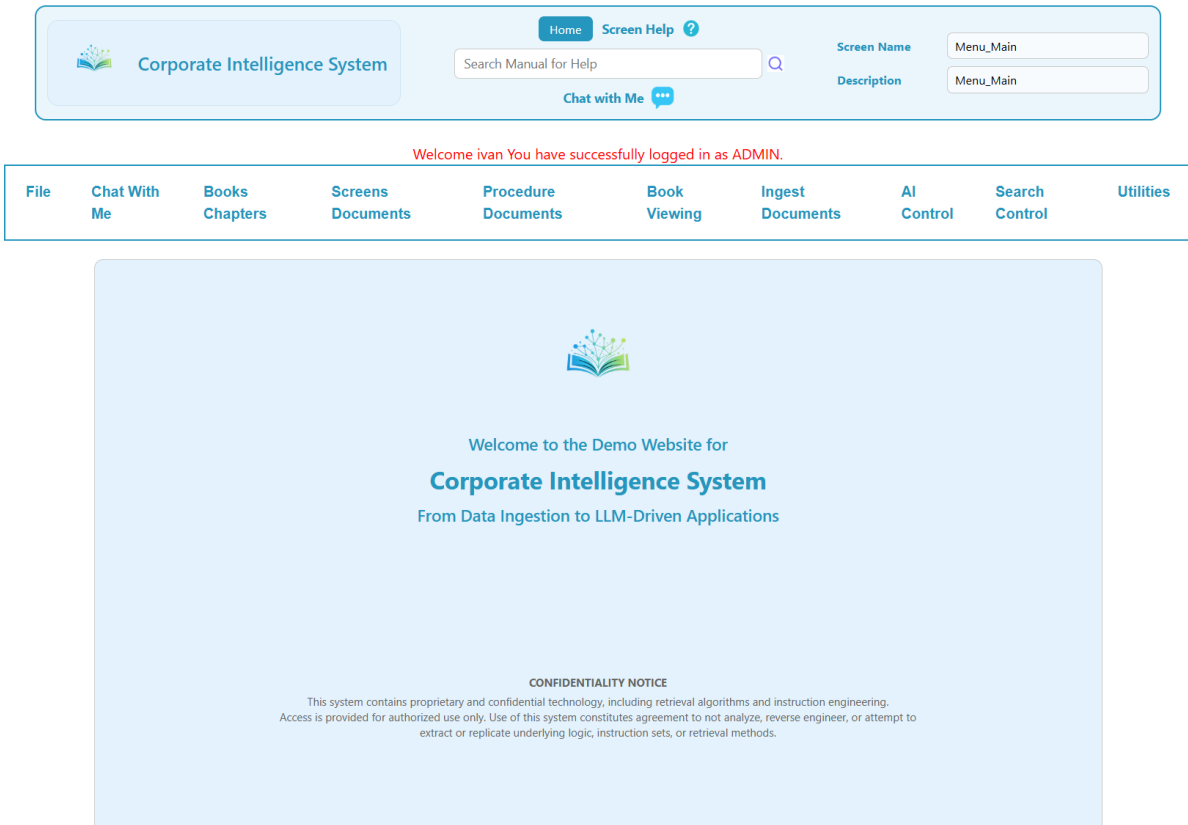 Home Screen Help ?
Corporate Intelligence System
Search Manual for Help
Chat with Me
Screen Name Menu_Main
Description Menu_Main
Welcome ivan You have successfully logged in as ADMIN.
File Chat With Books Screens Procedure Book Ingest AI Search Utilities
Me Chapters Documents Documents Viewing Documents Control Control
Welcome to the Demo Website for
Corporate Intelligence System
From Data Ingestion to LLM-Driven Applications
CONFIDENTIALITY NOTICE
This system contains proprietary and confidential technology, including retrieval algorithms and instruction engineering.
Access is provided for authorized use only. Use of this system constitutes agreement to not analyze, reverse engineer, or attempt to
extract or replicate underlying logic, instruction sets, or retrieval methods.